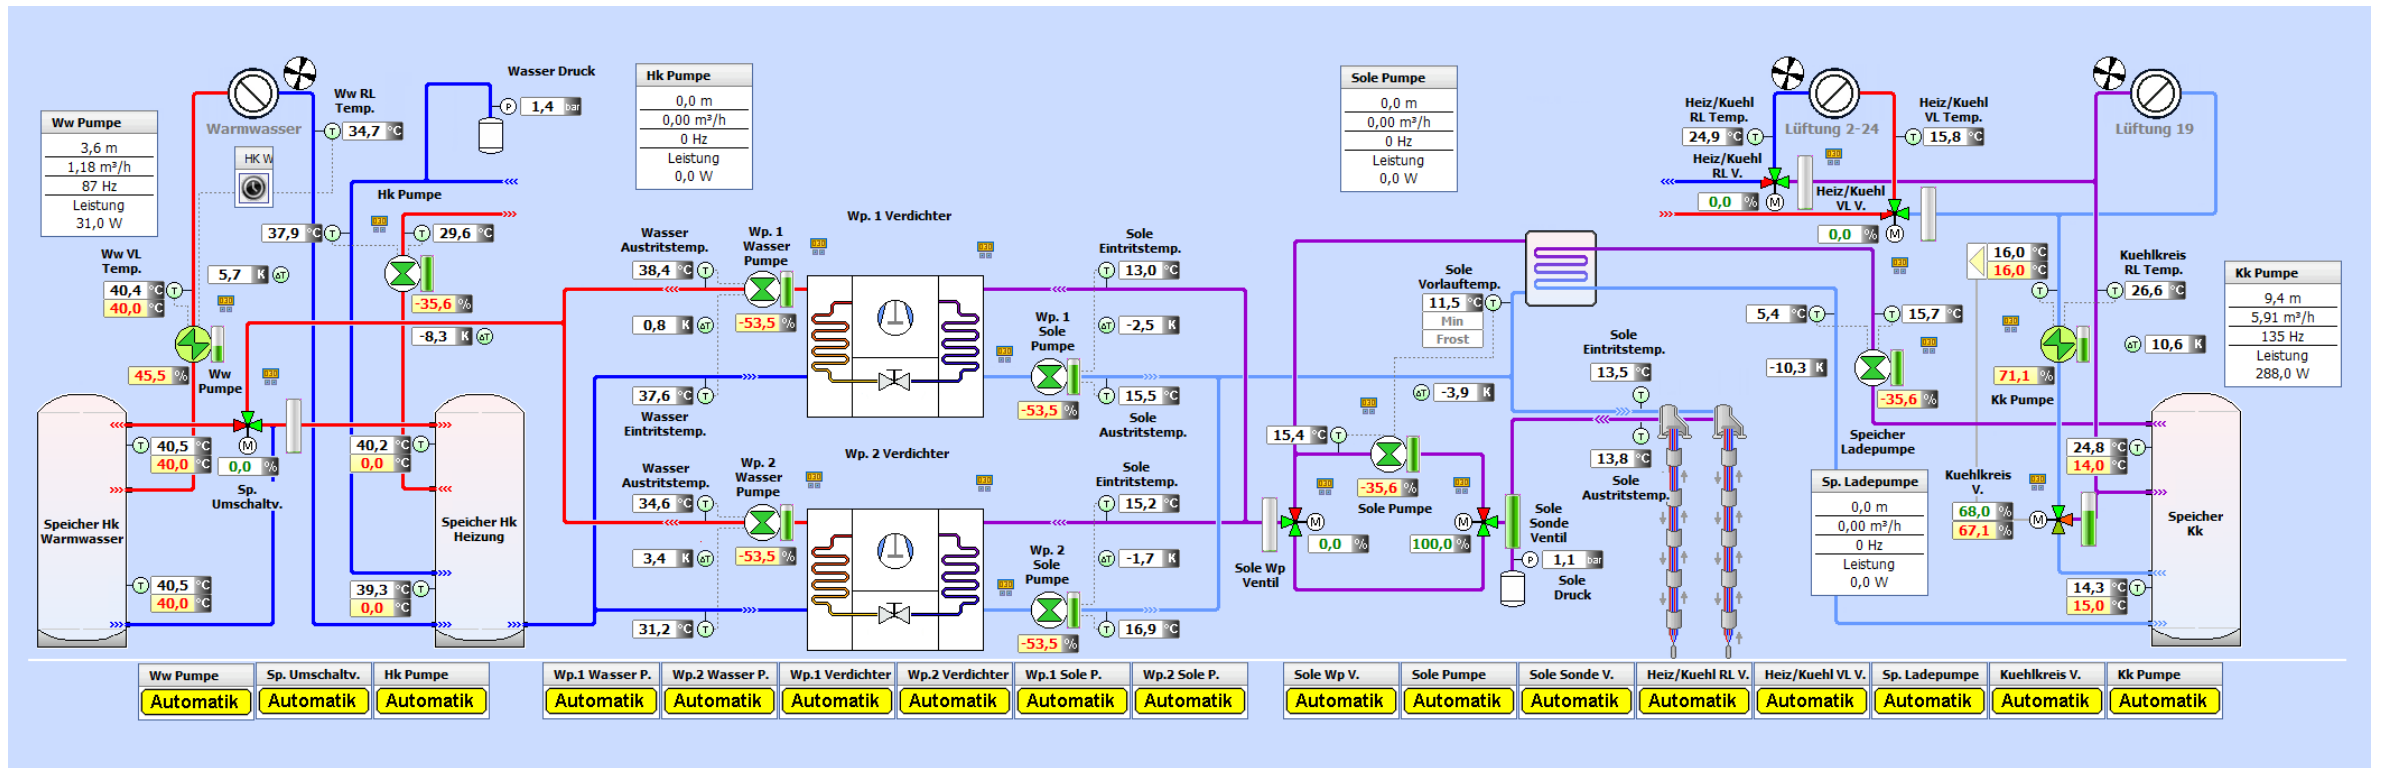 Ww Pumpe
3,6 m
1,18 m³/h
87 Hz
Leistung
31,0 W
Warmwasser
Ww RL
Temp.
T
34,7 °C
HK W
Wasser Druck
P
1,4 bar
Hk Pumpe
0,0 m
0,00 m³/h
0 Hz
Leistung
0,0 W
Ww VL
Temp.
40,4 °C
T
40,0 °C
5,7 K ΔT
45,5 %
Ww
Pumpe
Hk Pumpe
37,9 °C
T
T
29,6 °C
-35,6 %
-8,3 K ΔT
Speicher Hk
Warmwasser
T
40,5 °C
40,0 °C
T
40,5 °C
40,0 °C
M
0,0 %
Sp.
Umschaltv.
40,2 °C
T
0,0 °C
39,3 °C
T
0,0 °C
Speicher Hk
Heizung
Wp. 1 Verdichter
Wasser
Austritstemp.
38,4 °C
T
Wp. 1
Wasser
Pumpe
-53,5 %
0,8 K ΔT
37,6 °C
T
Wasser
Eintritstemp.
Sole
Eintritstemp.
T
13,0 °C
Wp. 1
Sole
Pumpe
ΔT -2,5 K
-53,5 %
T
15,5 °C
Sole
Austritstemp.
Wp. 2 Verdichter
Wasser
Austritstemp.
34,6 °C
T
Wp. 2
Wasser
Pumpe
-53,5 %
3,4 K ΔT
31,2 °C
T
Sole
Eintritstemp.
T
15,2 °C
Wp. 2
Sole
Pumpe
ΔT -1,7 K
-53,5 %
T
16,9 °C
Sole Pumpe
0,0 m
0,00 m³/h
0 Hz
Leistung
0,0 W
Sole
Vorlauftemp.
11,5 °C
T
Min
Frost
ΔT -3,9 K
15,4 °C
T
-35,6 %
Sole Pumpe
M
0,0 %
Sole Wp
Ventil
M
100,0 %
Sole
Sonde
Ventil
P
1,1 bar
Sole
Druck
Sole
Eintritstemp.
13,5 °C
T
T
13,8 °C
Sole
Austritstemp.
Heiz/Kuehl
RL Temp.
24,9 °C
T
Lüftung 2-24
Heiz/Kuehl
VL Temp.
T
15,8 °C
Heiz/Kuehl
RL V.
0,0 %
M
Heiz/Kuehl
VL V.
0,0 %
M
Lüftung 19
5,4 °C
T
T
15,7 °C
-10,3 K
-35,6 %
Speicher
Ladepumpe
Sp. Ladepumpe
0,0 m
0,00 m³/h
0 Hz
Leistung
0,0 W
16,0 °C
16,0 °C
T
Kuehlkreis
RL Temp.
T
26,6 °C
ΔT 10,6 K
71,1 %
Kk Pumpe
Kk Pumpe
9,4 m
5,91 m³/h
135 Hz
Leistung
288,0 W
Kuehlkreis
V.
68,0 %
67,1 %
M
24,8 °C
T
14,0 °C
14,3 °C
T
15,0 °C
Speicher
Kk
Ww Pumpe
Automatik
Sp. Umschaltv.
Automatik
Hk Pumpe
Automatik
Wp.1 Wasser P.
Automatik
Wp.2 Wasser P.
Automatik
Wp.1 Verdichter
Automatik
Wp.2 Verdichter
Automatik
Wp.1 Sole P.
Automatik
Wp.2 Sole P.
Automatik
Sole Wp V.
Automatik
Sole Pumpe
Automatik
Sole Sonde V.
Automatik
Heiz/Kuehl RL V.
Automatik
Heiz/Kuehl VL V.
Automatik
Sp. Ladepumpe
Automatik
Kuehlkreis V.
Automatik
Kk Pumpe
Automatik